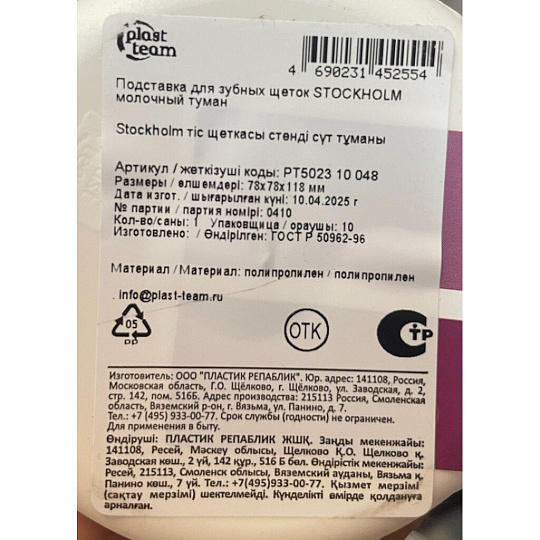 plast
team
4 690231 452554
Подставка для зубных щеток STOCKHOLM
молочный туман
Stockholm тіс щеткасы стенді сүт тұманы
Артикул / жеткізуші коды: PT5023 10 048
Размеры / өлшемдері: 78х78х118 мм
Дата изгот. / шығарылған күні: 10.04.2025 г
№ партии / партия номірі: 0410
Кол-во/саны: 1 Упаковщица / ораушы: 10
Изготовлено: / Өндірілген: ГОСТ Р 50962-96
Материал / Материал: полипропилен / полипропилен
. info@plast-team.ru
05
PP
ОТК
СТР
Изготовитель: ООО "ПЛАСТИК РЕПАБЛИК". Юр. адрес: 141108, Россия,
Московская область, Г.О. Щёлково, г. Щёлково, ул. Заводская, д. 2,
стр. 142, пом. 516Б. Адрес производства: 215113 Россия, Смоленская
область, Вяземский р-он, г. Вязьма, ул. Панино, д. 7.
Тел.: +7 (495) 933-00-77. Срок службы (годности) не ограничен.
Для применения в быту.
Өндіруші: ПЛАСТИК РЕПАБЛИК ЖШҚ. Заңды мекенжайы:
141108, Ресей, Мәскеу облысы, Щелково Қ.О. Щелково қ.
Заводская көш., 2 үй, 142 құр., 516 Б бөл. Өндірістік мекенжайы:
Ресей, 215113, Смоленск облысы, Вязьма ауданы, Вязьма қ.
Панино көш., 7 үй. Тел.: +7(495)933-00-77. Қызмет мерзімі
(сақтау мерзімі) шектелмейді. Күнделікті өмірде қолдануға
арналған.